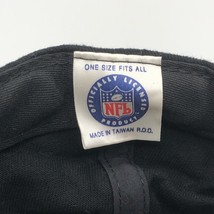 ONE SIZE FITS ALL
OFFICIALLY LICENSED
NFL
PRODUCT
MADE IN TAIWAN R.O.C.